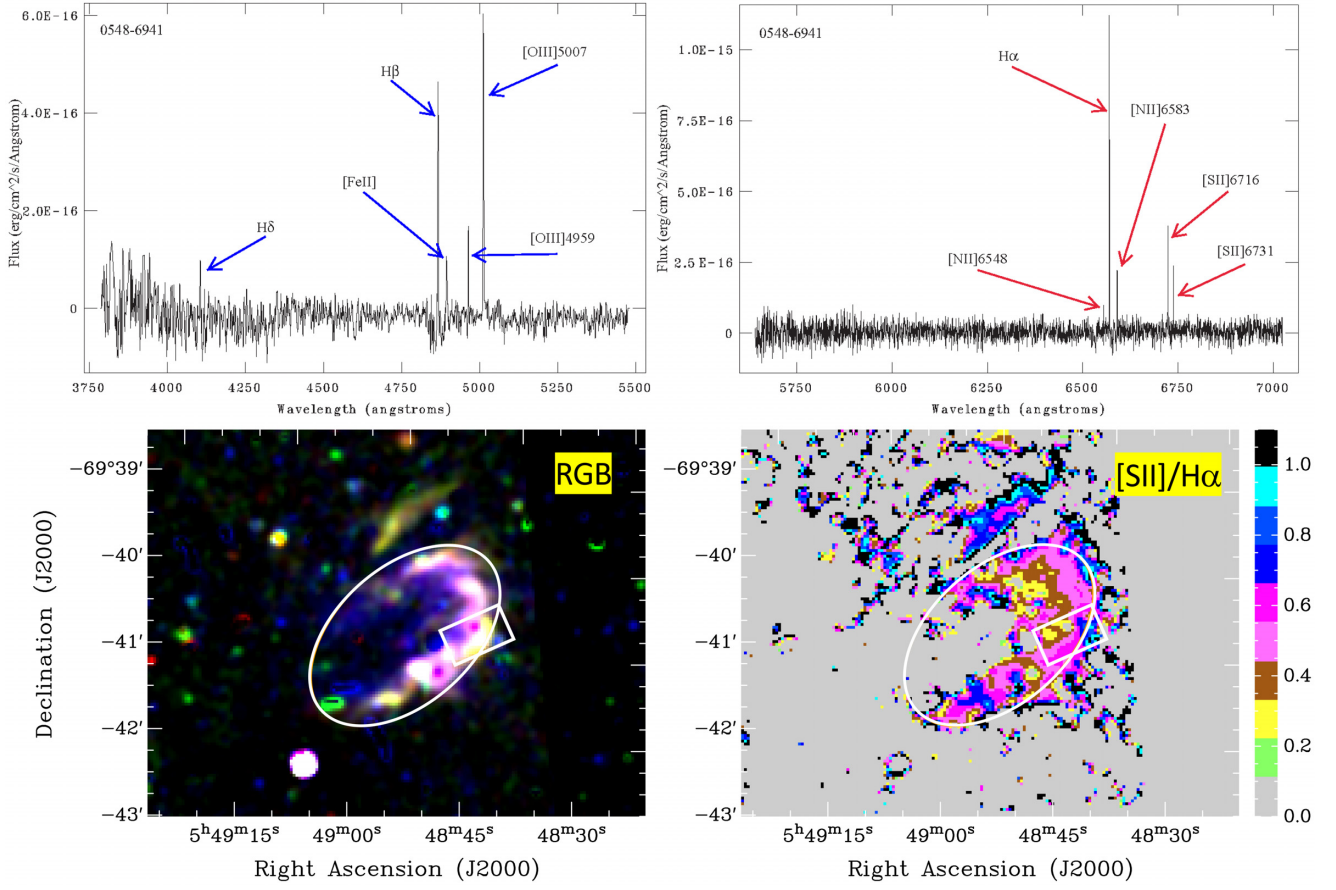 6.0E-16
0548-6941
[OIII]5007
Hβ
4.0E-16
[FeII]
2.0E-16
Hδ
[OIII]4959
0
Flux (erg/cm^2/s/Angstrom)
3750 4000 4250 4500 4750 5000 5250 5500
Wavelength (angstroms)
0548-6941
1.0E-15
Hα
[NII]6583
7.5E-16
5.0E-16
[SII]6716
[NII]6548
[SII]6731
2.5E-16
0
Flux (erg/cm^2/s/Angstrom)
5750 6000 6250 6500 6750 7000
Wavelength (angstroms)
RGB
−69°39′
−40′
−41′
−42′
−43′
Declination (J2000)
5h49m15s 49m00s 48m45s 48m30s
Right Ascension (J2000)
[SII]/Hα
−69°39′
−40′
−41′
−42′
−43′
5h49m15s 49m00s 48m45s 48m30s
Right Ascension (J2000)
1.0
0.8
0.6
0.4
0.2
0.0